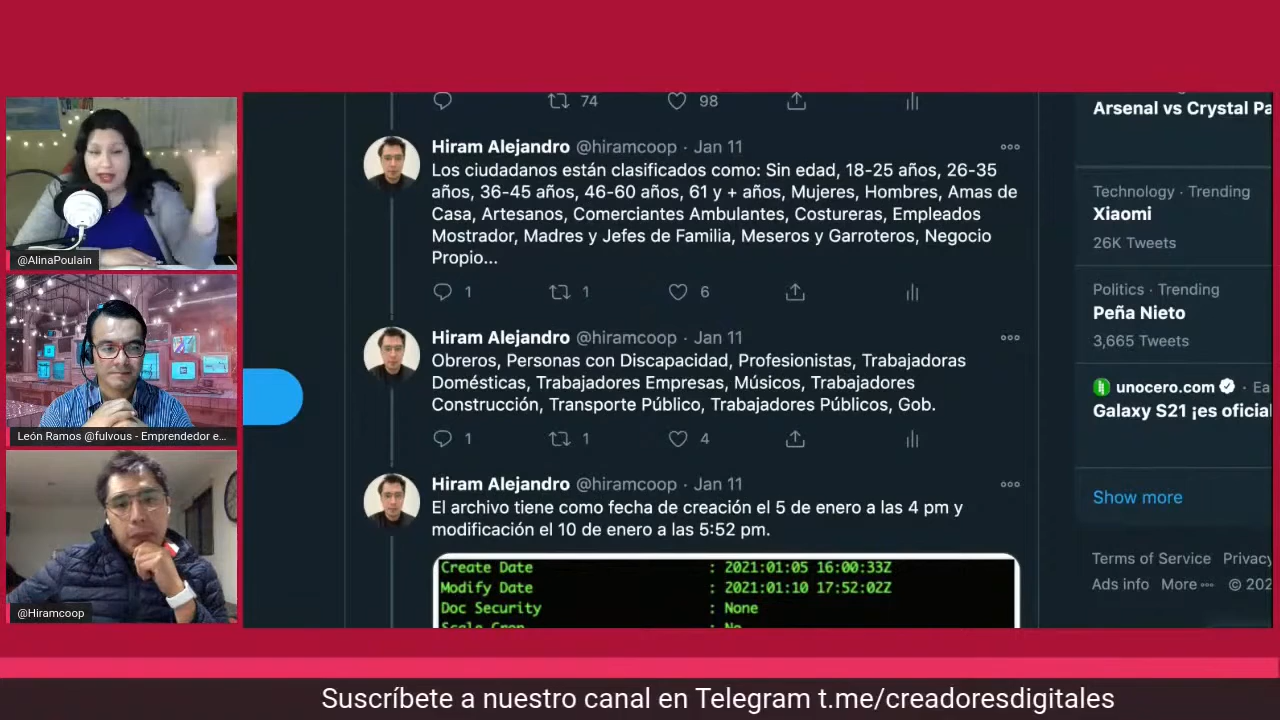 @AlinaPoulain
León Ramos @fulvous - Emprendedor e...
@Hiramcoop
74 98
Hiram Alejandro @hiramcoop · Jan 11
Los ciudadanos están clasificados como: Sin edad, 18-25 años, 26-35
años, 36-45 años, 46-60 años, 61 y + años, Mujeres, Hombres, Amas de
Casa, Artesanos, Comerciantes Ambulantes, Costureras, Empleados
Mostrador, Madres y Jefes de Familia, Meseros y Garroteros, Negocio
Propio...
1 1 6
Hiram Alejandro @hiramcoop · Jan 11
Obreros, Personas con Discapacidad, Profesionistas, Trabajadoras
Domésticas, Trabajadores Empresas, Músicos, Trabajadores
Construcción, Transporte Público, Trabajadores Públicos, Gob.
1 1 4
Hiram Alejandro @hiramcoop · Jan 11
El archivo tiene como fecha de creación el 5 de enero a las 4 pm y
modificación el 10 de enero a las 5:52 pm.
Create Date : 2021:01:05 16:00:33Z
Modify Date : 2021:01:10 17:52:02Z
Doc Security : None
Scale Crop : No
Arsenal vs Crystal Pa
Technology · Trending
Xiaomi
26K Tweets
Politics · Trending
Peña Nieto
3,665 Tweets
unocero.com · Ea
Galaxy S21 ¡es oficial
Show more
Terms of Service Privacy
Ads info More © 202
Suscríbete a nuestro canal en Telegram t.me/creadoresdigitales